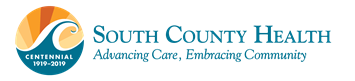 CENTENNIAL
1919-2019
SOUTH COUNTY HEALTH
Advancing Care, Embracing Community